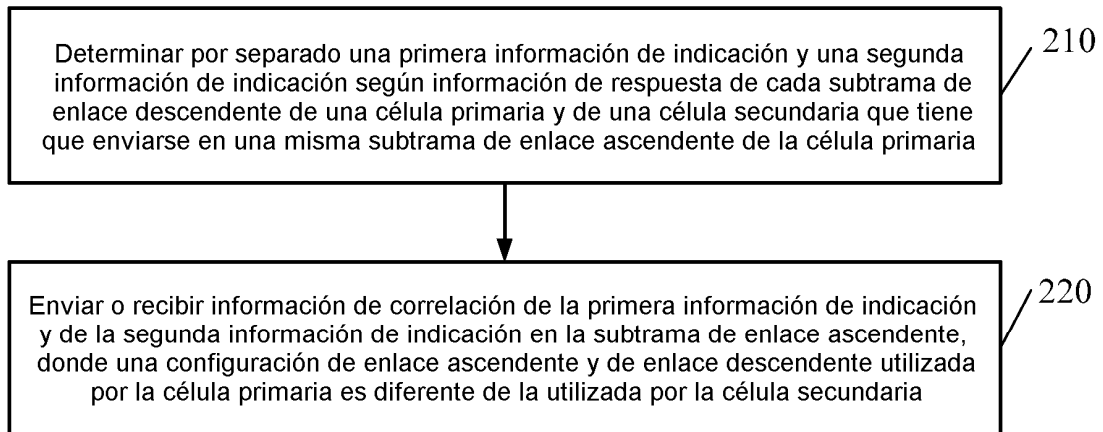 Determinar por separado una primera información de indicación y una segunda
información de indicación según información de respuesta de cada subtrama de
enlace descendente de una célula primaria y de una célula secundaria que tiene
que enviarse en una misma subtrama de enlace ascendente de la célula primaria
210
Enviar o recibir información de correlación de la primera información de indicación
y de la segunda información de indicación en la subtrama de enlace ascendente,
donde una configuración de enlace ascendente y de enlace descendente utilizada
por la célula primaria es diferente de la utilizada por la célula secundaria
220